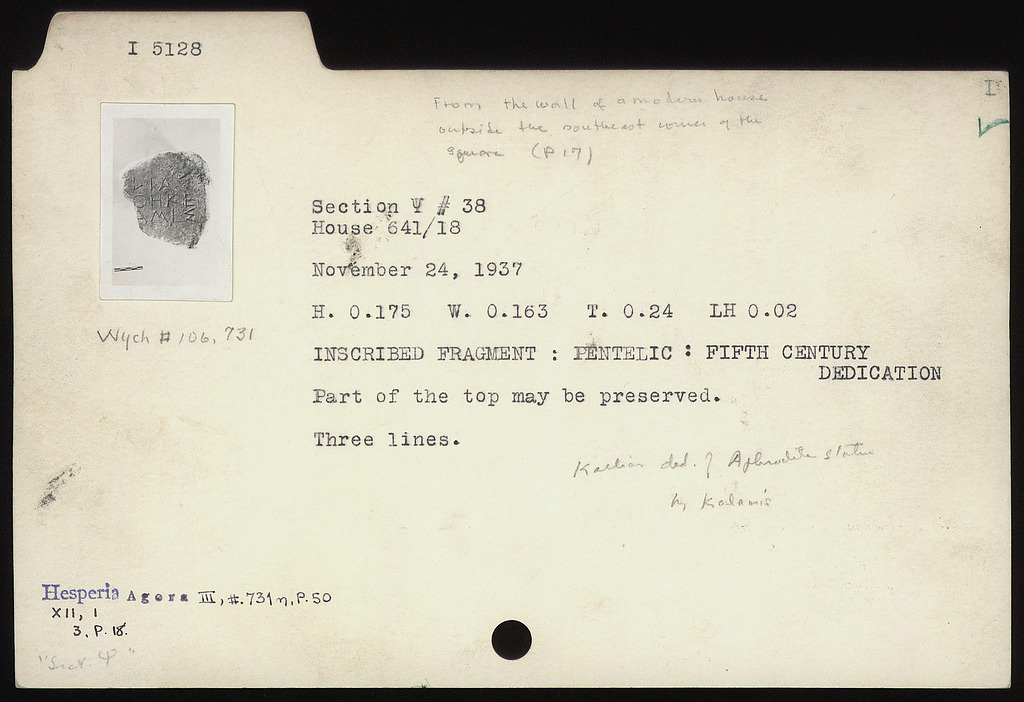 I 5128
I
From the wall of a modern house
outside the southeast corner of the
square (P 17)
Section Ψ # 38
House 641/18
November 24, 1937
H. 0.175 W. 0.163 T. 0.24 LH 0.02
Wych # 106, 731
INSCRIBED FRAGMENT : PENTELIC : FIFTH CENTURY
DEDICATION
Part of the top may be preserved.
Three lines.
Kallias ded. of Aphrodite statue
by Kalamis
Hesperia Agora III, #. 731 n, P. 50
XII, 1
3, P. 18.
"Sect. Ψ"